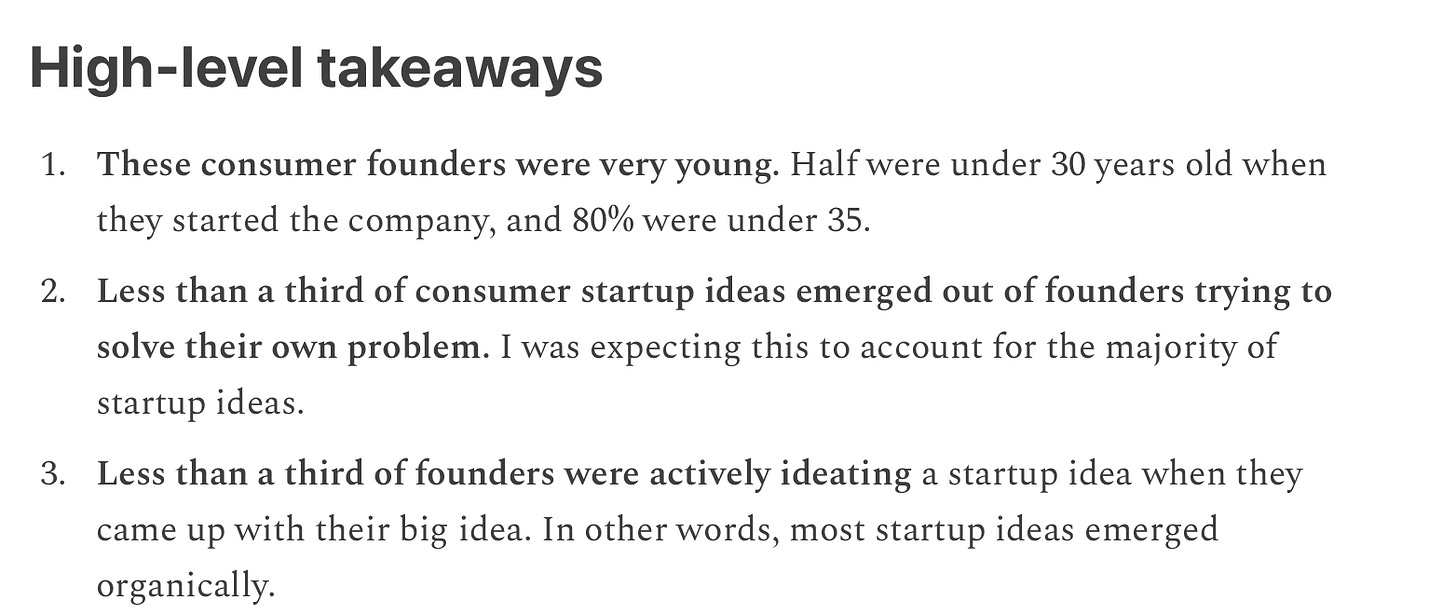 High-level takeaways
1. These consumer founders were very young. Half were under 30 years old when
they started the company, and 80% were under 35.
2. Less than a third of consumer startup ideas emerged out of founders trying to
solve their own problem. I was expecting this to account for the majority of
startup ideas.
3. Less than a third of founders were actively ideating a startup idea when they
came up with their big idea. In other words, most startup ideas emerged
organically.